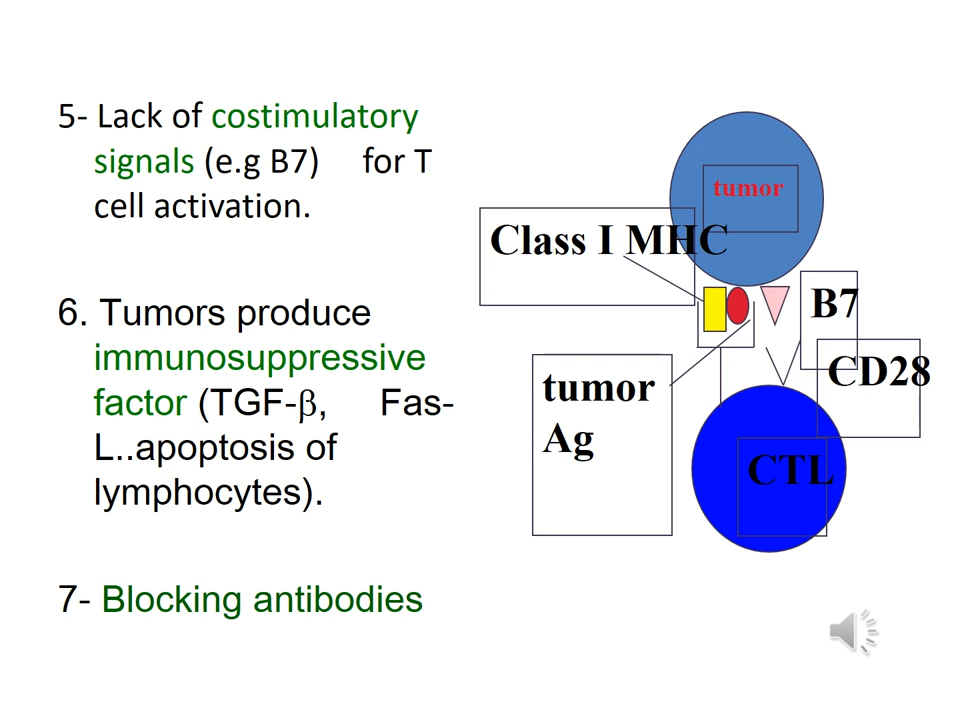 5- Lack of costimulatory
signals (e.g B7) for T
cell activation.
6. Tumors produce
immunosuppressive
factor (TGF-β, Fas-
L..apoptosis of
lymphocytes).
7- Blocking antibodies
tumor
Class I MHC
B7
CD28
tumor
Ag
CTL